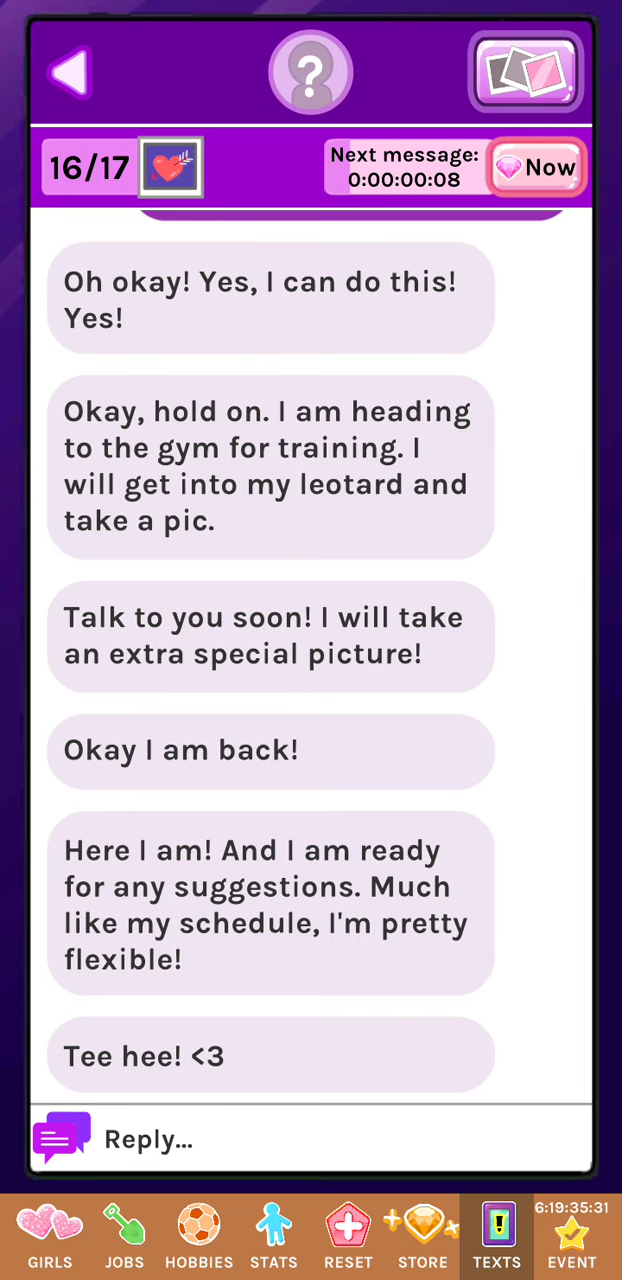 ?
16/17
Next message:
0:00:00:08
Now
Oh okay! Yes, I can do this!
Yes!
Okay, hold on. I am heading
to the gym for training. I
will get into my leotard and
take a pic.
Talk to you soon! I will take
an extra special picture!
Okay I am back!
Here I am! And I am ready
for any suggestions. Much
like my schedule, I'm pretty
flexible!
Tee hee! <3
Reply...
6:19:35:31
GIRLS
JOBS
HOBBIES
STATS
RESET
STORE
TEXTS
EVENT